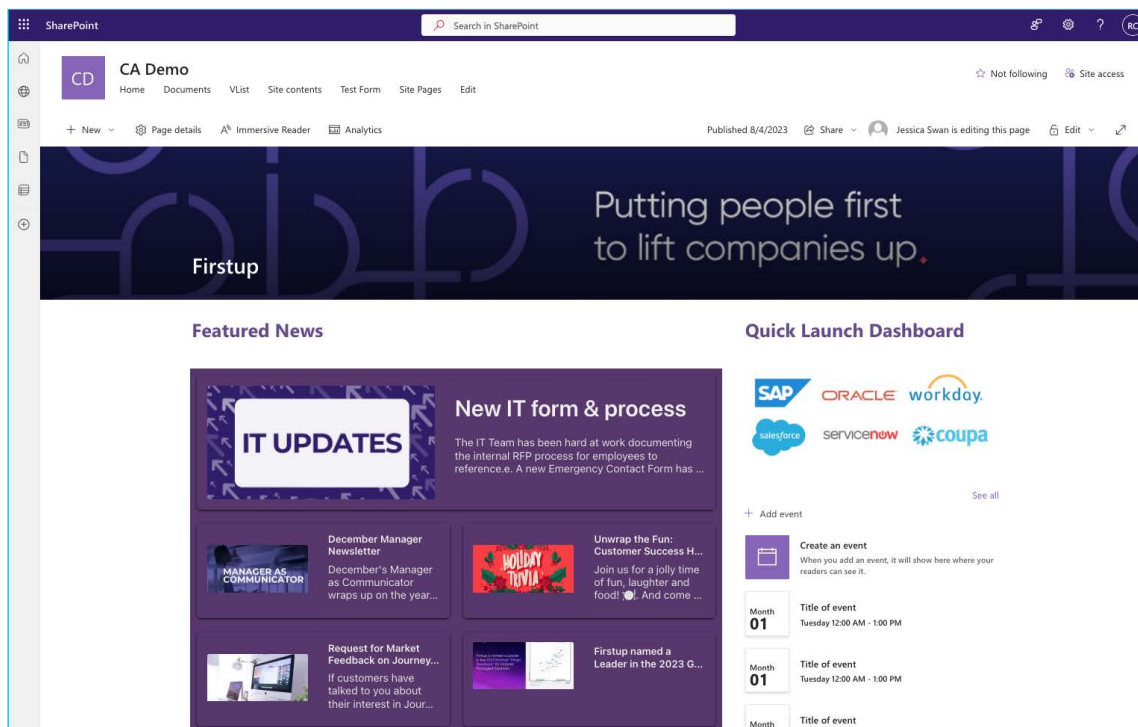 SharePoint
Search in SharePoint
?
RC
CD
CA Demo
Home Documents VList Site contents Test Form Site Pages Edit
Not following Site access
+ New Page details Immersive Reader Analytics
Published 8/4/2023 Share Jessica Swan is editing this page Edit
Putting people first
to lift companies up.
Firstup
Featured News
IT UPDATES
New IT form & process
The IT Team has been hard at work documenting
the internal RFP process for employees to
reference.e. A new Emergency Contact Form has ...
MANAGER AS
COMMUNICATOR
December Manager
Newsletter
December's Manager
as Communicator
wraps up on the year...
HOLIDAY
TRIVIA
Unwrap the Fun:
Customer Success H...
Join us for a jolly time
of fun, laughter and
food! 🍽. And come ...
Request for Market
Feedback on Journey...
If customers have
talked to you about
their interest in Jour...
Firstup named a
Leader in the 2023 G...
Quick Launch Dashboard
SAP ORACLE workday.
salesforce servicenow coupa
See all
+ Add event
Create an event
When you add an event, it will show here where your
readers can see it.
Month
01
Title of event
Tuesday 12:00 AM - 1:00 PM
Month
01
Title of event
Tuesday 12:00 AM - 1:00 PM
Month
Title of event